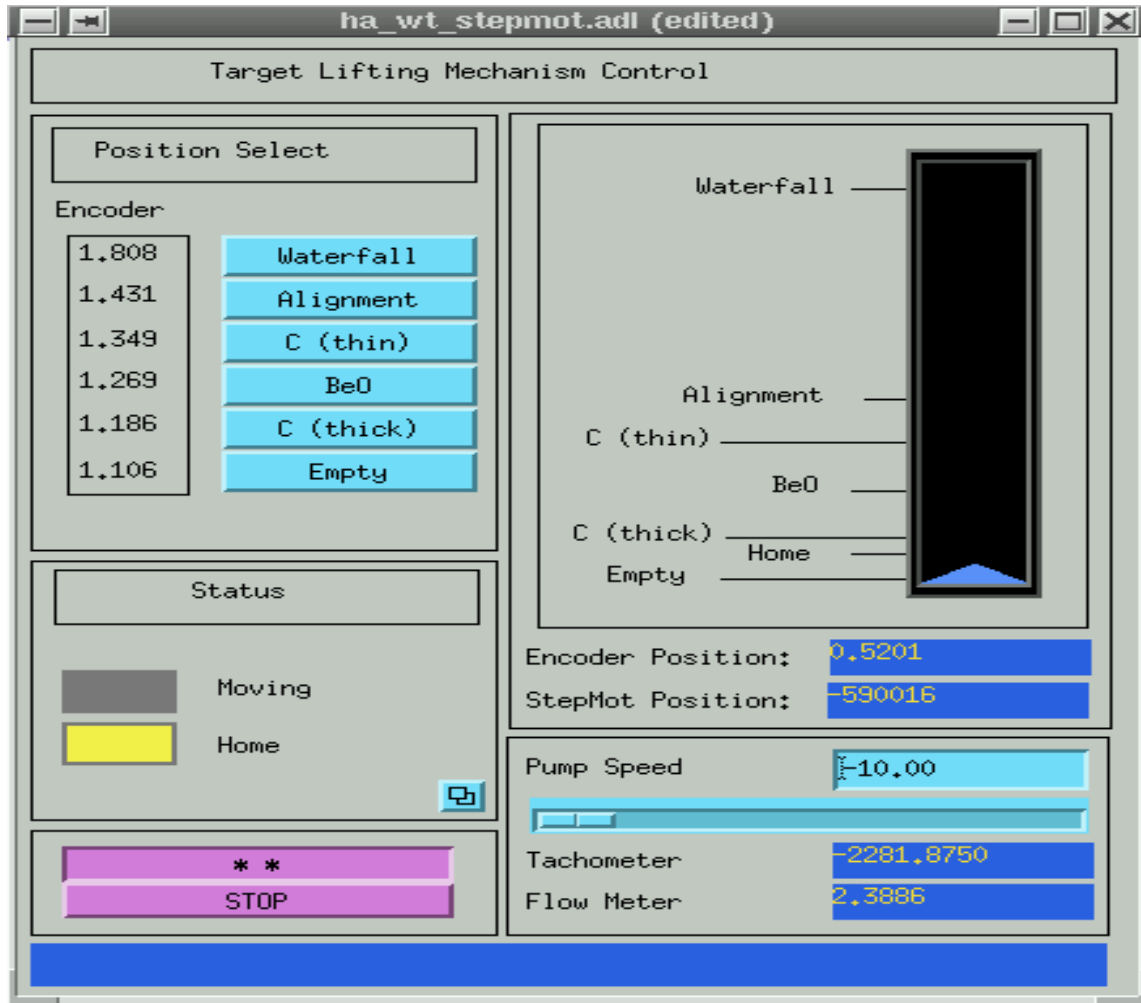 ha_wt_stepmot.adl (edited)
Target Lifting Mechanism Control
Position Select
Encoder
1.808 Waterfall
1.431 Alignment
1.349 C (thin)
1.269 BeO
1.186 C (thick)
1.106 Empty
Waterfall
Alignment
C (thin)
BeO
C (thick)
Home
Empty
Encoder Position: 0.5201
StepMot Position: -590016
Status
Moving
Home
Pump Speed -10.00
Tachometer -2281.8750
Flow Meter 2.3886
* *
STOP